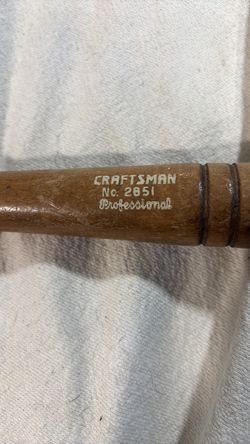 CRAFTSMAN
No. 2851
Professional